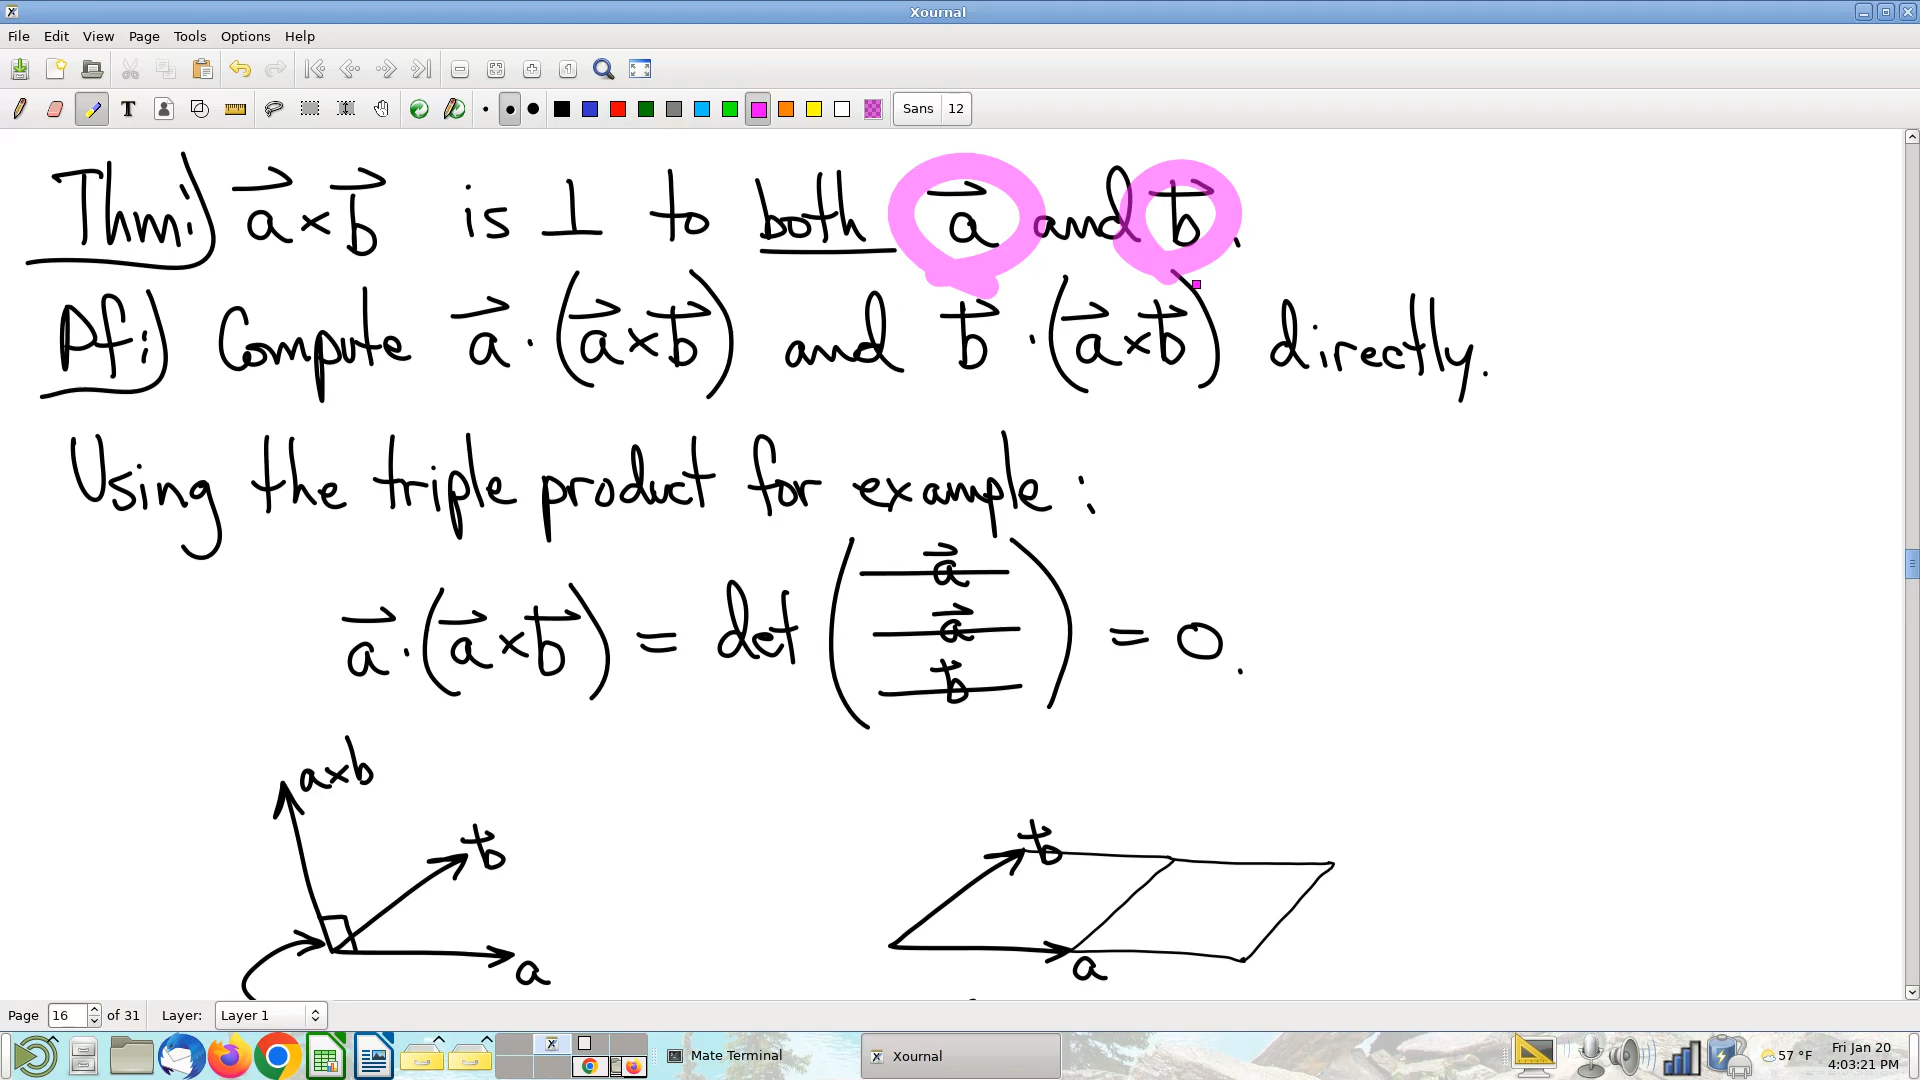 Xournal
File Edit View Page Tools Options Help
Sans 12
Thm:) a⃗ × b⃗ is ⊥ to both a⃗ and b⃗.
Pf:) Compute a⃗ · (a⃗ × b⃗) and b⃗ · (a⃗ × b⃗) directly.
Using the triple product for example :
a⃗ · (a⃗ × b⃗) = det ( a⃗ a⃗ b⃗ ) = 0.
a×b
b⃗
a
b⃗
a
Page 16 of 31 Layer: Layer 1
Mate Terminal Xournal 57 °F Fri Jan 20
4:03:21 PM